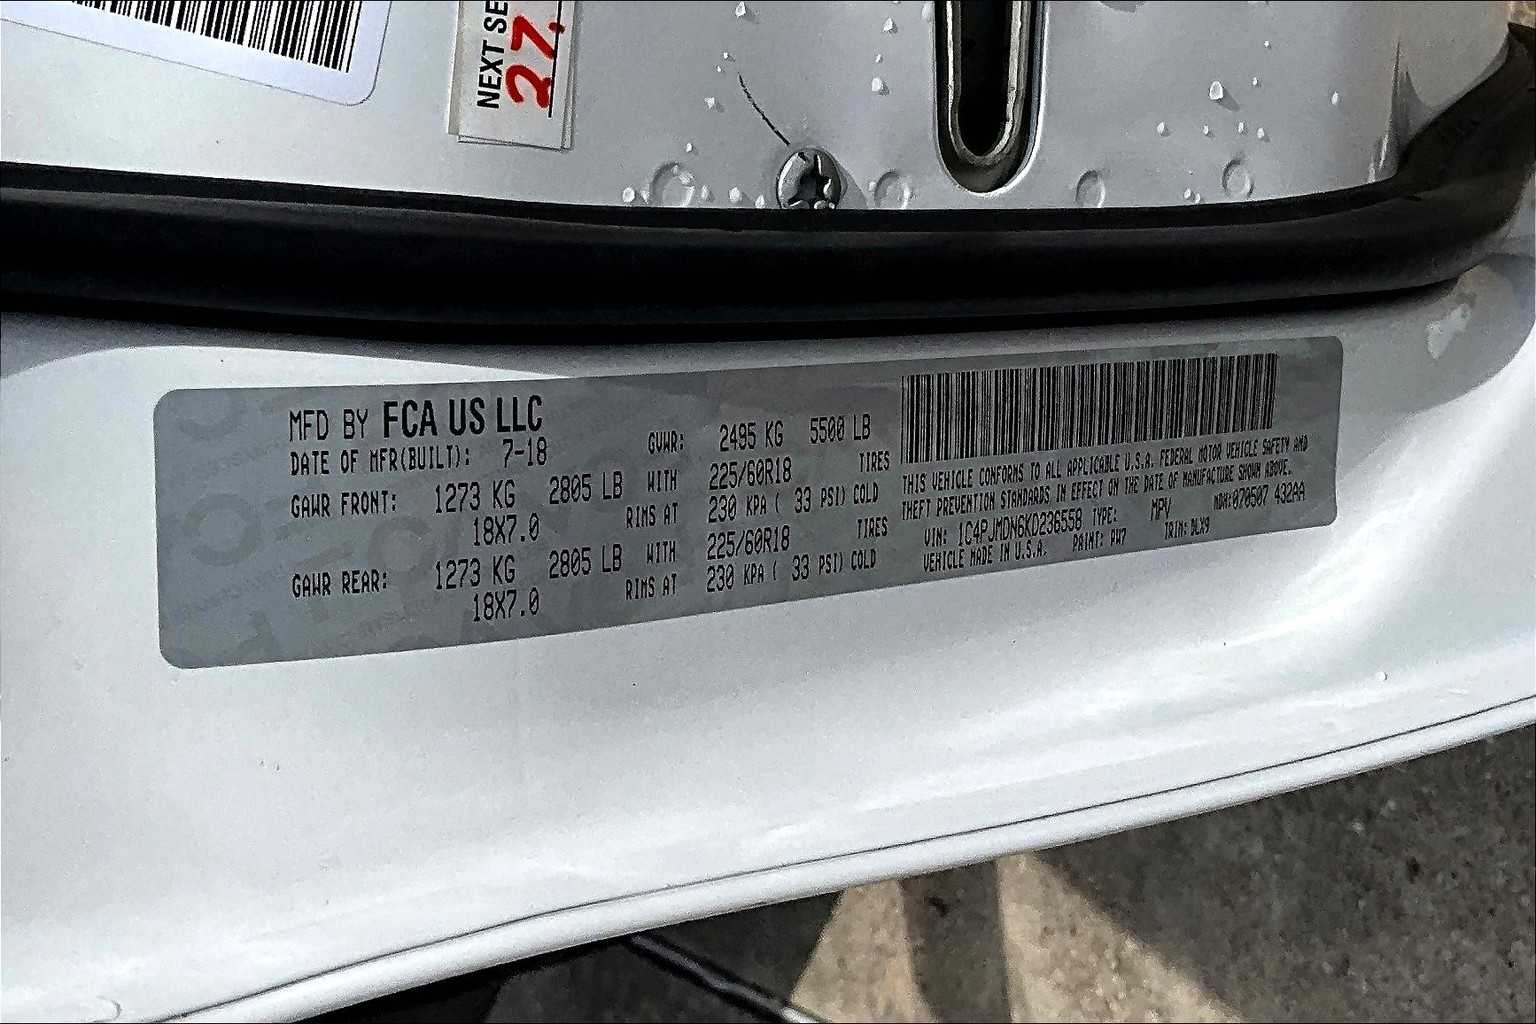 NEXT SE
27,
MFD BY FCA US LLC
DATE OF MFR(BUILT): 7-18 GVWR: 2495 KG 5500 LB
GAWR FRONT: 1273 KG 2805 LB WITH 225/60R18 TIRES
18X7.0 RIMS AT 230 KPA ( 33 PSI) COLD
GAWR REAR: 1273 KG 2805 LB WITH 225/60R18 TIRES
18X7.0 RIMS AT 230 KPA ( 33 PSI) COLD
THIS VEHICLE CONFORMS TO ALL APPLICABLE U.S.A. FEDERAL MOTOR VEHICLE SAFETY AND
THEFT PREVENTION STANDARDS IN EFFECT ON THE DATE OF MANUFACTURE SHOWN ABOVE.
VIN: 1C4PJMDN6KD236558 TYPE: MPV MDH:070507 432AA
VEHICLE MADE IN U.S.A. PAINT: PW7 TRIM: DLX9